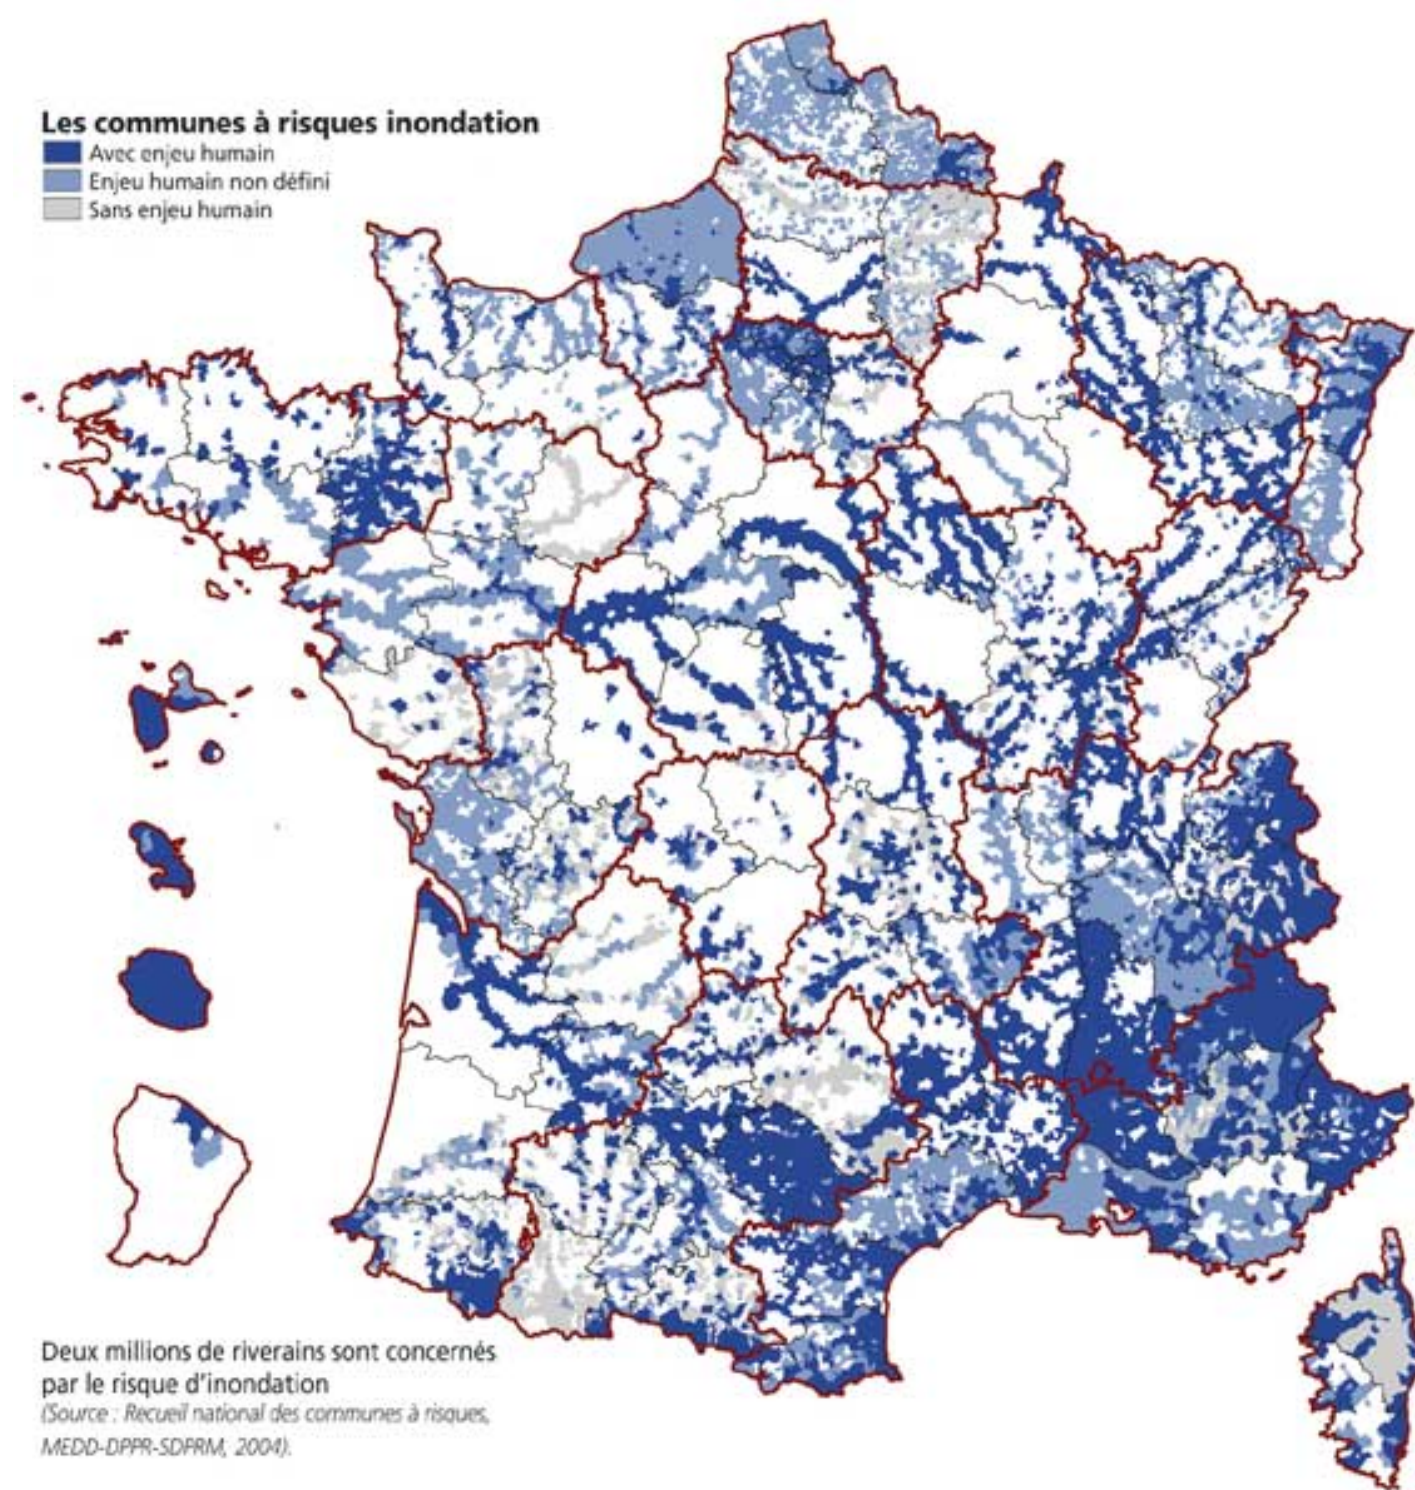 Les communes à risques inondation
Avec enjeu humain
Enjeu humain non défini
Sans enjeu humain
Deux millions de riverains sont concernés
par le risque d'inondation
(Source : Recueil national des communes à risques,
MEDD-DPPR-SDPRM, 2004).